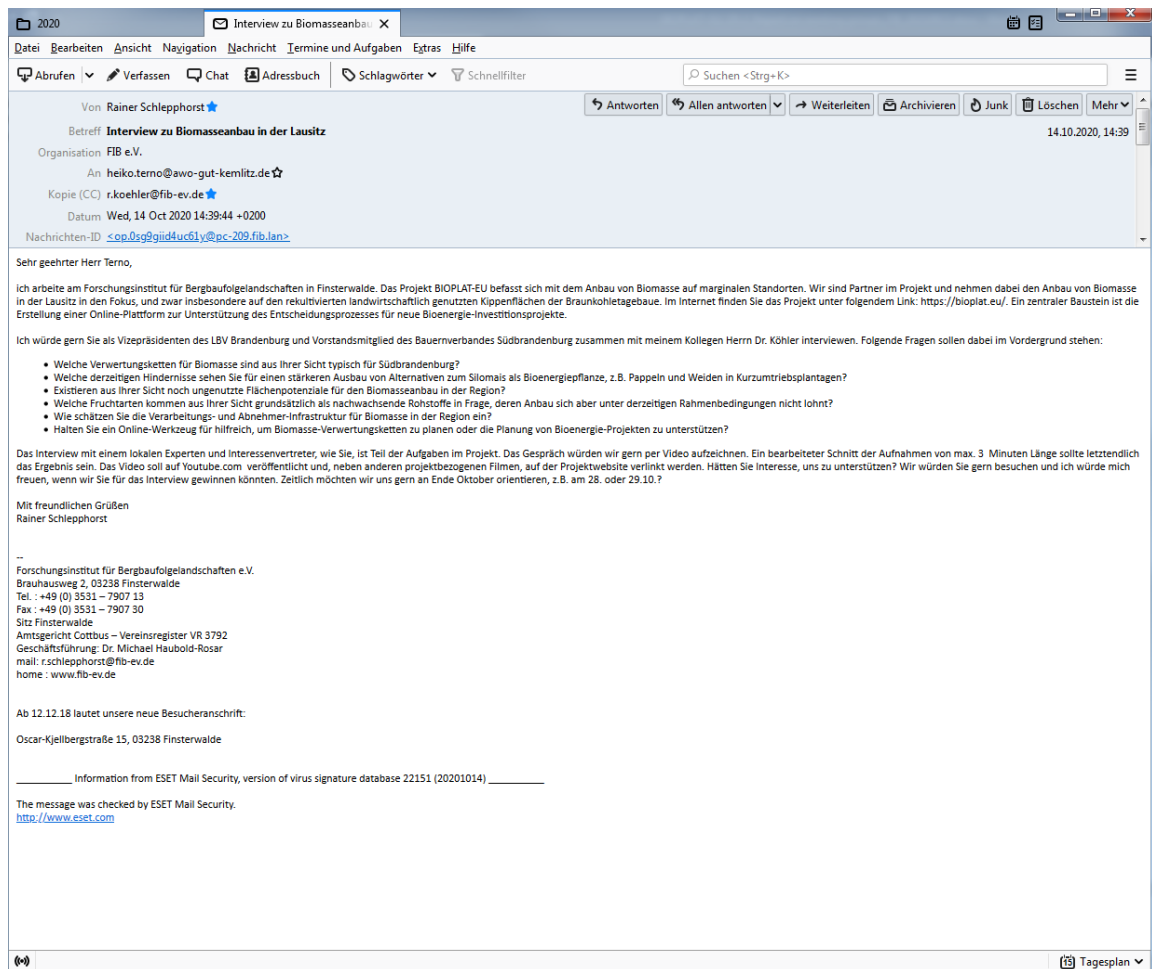 2020
Interview zu Biomasseanbau
Datei Bearbeiten Ansicht Navigation Nachricht Termine und Aufgaben Extras Hilfe
Abrufen Verfassen Chat Adressbuch Schlagwörter Schnellfilter Suchen <Strg+K>
Von Rainer Schlepphorst Antworten Allen antworten Weiterleiten Archivieren Junk Löschen Mehr
Betreff Interview zu Biomasseanbau in der Lausitz 14.10.2020, 14:39
Organisation FIB e.V.
An heiko.terno@awo-gut-kemlitz.de
Kopie (CC) r.koehler@fib-ev.de
Datum Wed, 14 Oct 2020 14:39:44 +0200
Nachrichten-ID <op.0sg9giid4uc61y@pc-209.fib.lan>
Sehr geehrter Herr Terno,
ich arbeite am Forschungsinstitut für Bergbaufolgelandschaften in Finsterwalde. Das Projekt BIOPLAT-EU befasst sich mit dem Anbau von Biomasse auf marginalen Standorten. Wir sind Partner im Projekt und nehmen dabei den Anbau von Biomasse
in der Lausitz in den Fokus, und zwar insbesondere auf den rekultivierten landwirtschaftlich genutzten Kippenflächen der Braunkohletagebaue. Im Internet finden Sie das Projekt unter folgendem Link: https://bioplat.eu/. Ein zentraler Baustein ist die
Erstellung einer Online-Plattform zur Unterstützung des Entscheidungsprozesses für neue Bioenergie-Investitionsprojekte.
Ich würde gern Sie als Vizepräsidenten des LBV Brandenburg und Vorstandsmitglied des Bauernverbandes Südbrandenburg zusammen mit meinem Kollegen Herrn Dr. Köhler interviewen. Folgende Fragen sollen dabei im Vordergrund stehen:
• Welche Verwertungsketten für Biomasse sind aus Ihrer Sicht typisch für Südbrandenburg?
• Welche derzeitigen Hindernisse sehen Sie für einen stärkeren Ausbau von Alternativen zum Silomais als Bioenergiepflanze, z.B. Pappeln und Weiden in Kurzumtriebsplantagen?
• Existieren aus Ihrer Sicht noch ungenutzte Flächenpotenziale für den Biomasseanbau in der Region?
• Welche Fruchtarten kommen aus Ihrer Sicht grundsätzlich als nachwachsende Rohstoffe in Frage, deren Anbau sich aber unter derzeitigen Rahmenbedingungen nicht lohnt?
• Wie schätzen Sie die Verarbeitungs- und Abnehmer-Infrastruktur für Biomasse in der Region ein?
• Halten Sie ein Online-Werkzeug für hilfreich, um Biomasse-Verwertungsketten zu planen oder die Planung von Bioenergie-Projekten zu unterstützen?
Das Interview mit einem lokalen Experten und Interessenvertreter, wie Sie, ist Teil der Aufgaben im Projekt. Das Gespräch würden wir gern per Video aufzeichnen. Ein bearbeiteter Schnitt der Aufnahmen von max. 3 Minuten Länge sollte letztendlich
das Ergebnis sein. Das Video soll auf Youtube.com veröffentlicht und, neben anderen projektbezogenen Filmen, auf der Projektwebsite verlinkt werden. Hätten Sie Interesse, uns zu unterstützen? Wir würden Sie gern besuchen und ich würde mich
freuen, wenn wir Sie für das Interview gewinnen könnten. Zeitlich möchten wir uns gern an Ende Oktober orientieren, z.B. am 28. oder 29.10.?
Mit freundlichen Grüßen
Rainer Schlepphorst
--
Forschungsinstitut für Bergbaufolgelandschaften e.V.
Brauhausweg 2, 03238 Finsterwalde
Tel. : +49 (0) 3531 – 7907 13
Fax : +49 (0) 3531 – 7907 30
Sitz Finsterwalde
Amtsgericht Cottbus – Vereinsregister VR 3792
Geschäftsführung: Dr. Michael Haubold-Rosar
mail: r.schlepphorst@fib-ev.de
home : www.fib-ev.de
Ab 12.12.18 lautet unsere neue Besucheranschrift:
Oscar-Kjellbergstraße 15, 03238 Finsterwalde
__________ Information from ESET Mail Security, version of virus signature database 22151 (20201014) __________
The message was checked by ESET Mail Security.
http://www.eset.com
15 Tagesplan